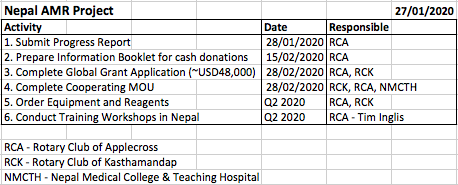 Nepal AMR Project 27/01/2020
Activity Date Responsible
1. Submit Progress Report 28/01/2020 RCA
2. Prepare Information Booklet for cash donations 15/02/2020 RCA
3. Complete Global Grant Application (~USD48,000) 28/02/2020 RCA, RCK
4. Complete Cooperating MOU 28/02/2020 RCK, RCA, NMCTH
5. Order Equipment and Reagents Q2 2020 RCA, RCK
6. Conduct Training Workshops in Nepal Q2 2020 RCA - Tim Inglis
RCA - Rotary Club of Applecross
RCK - Rotary Club of Kasthamandap
NMCTH - Nepal Medical College & Teaching Hospital